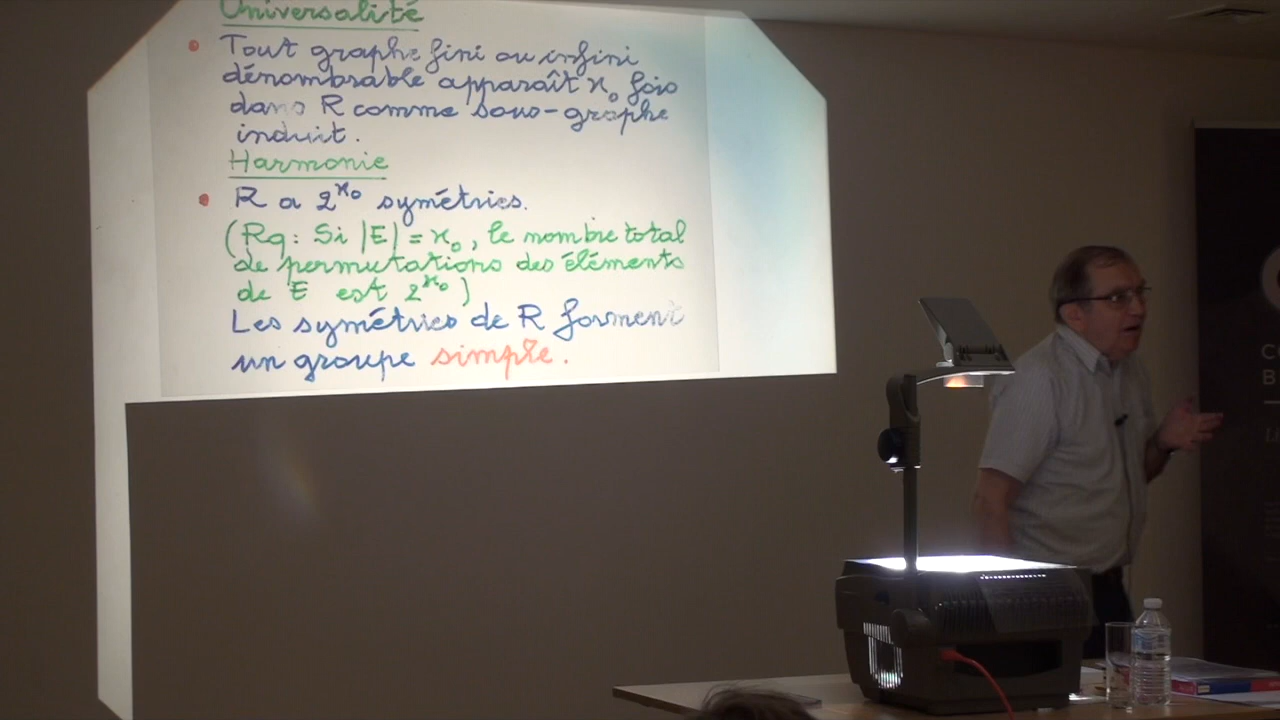 Universalité
• Tout graphe fini ou infini
dénombrable apparaît ℵ₀ fois
dans R comme sous-graphe
induit.
Harmonie
• R a 2^ℵ₀ symétries.
(Rq: Si |E| = ℵ₀, le nombre total
de permutations des éléments
de E est 2^ℵ₀)
Les symétries de R forment
un groupe simple.